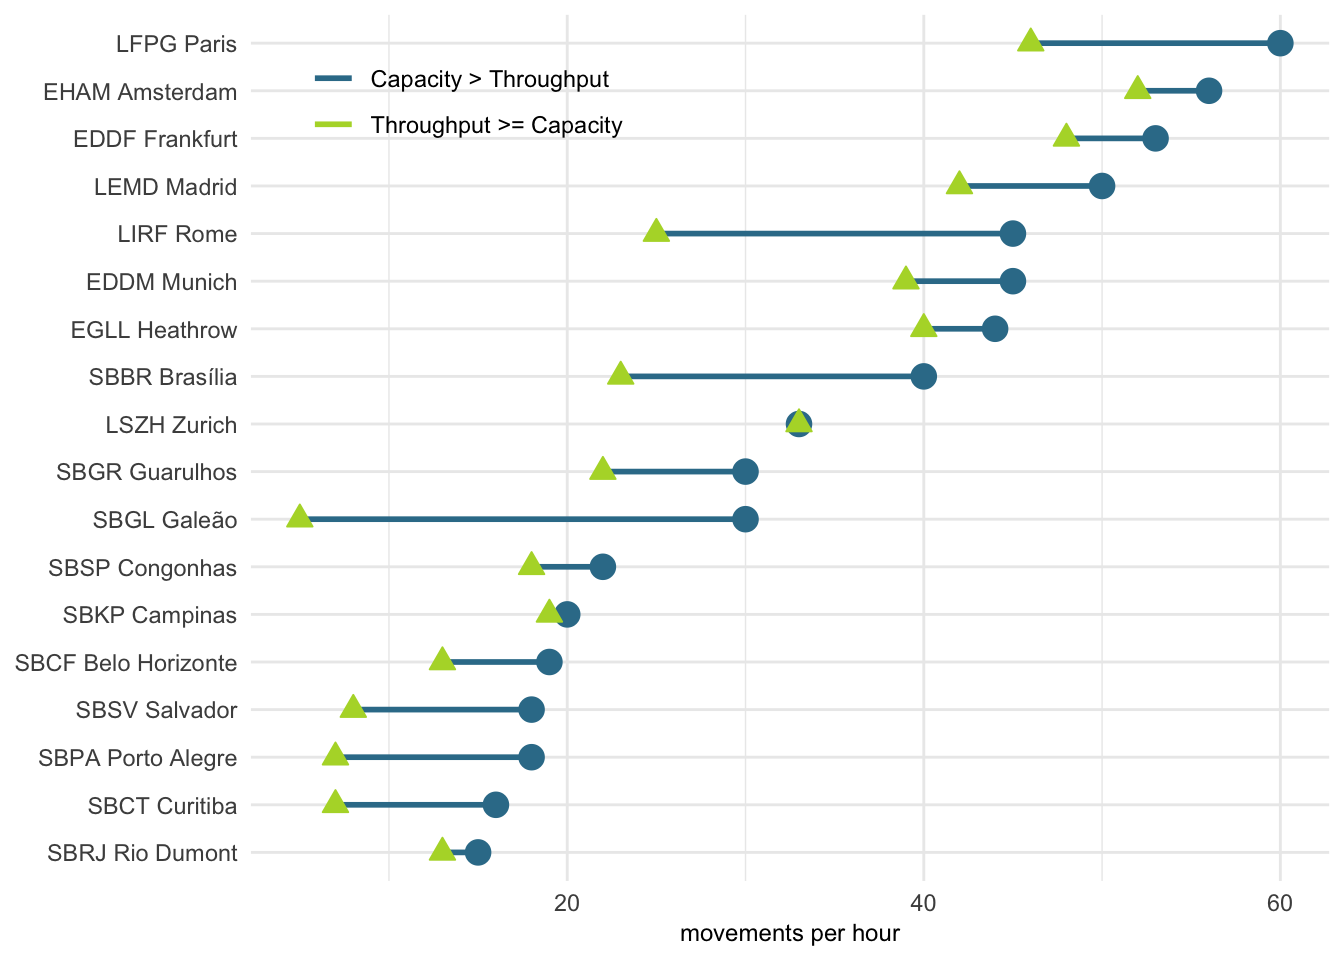 LFPG Paris
EHAM Amsterdam
EDDF Frankfurt
LEMD Madrid
LIRF Rome
EDDM Munich
EGLL Heathrow
SBBR Brasília
LSZH Zurich
SBGR Guarulhos
SBGL Galeão
SBSP Congonhas
SBKP Campinas
SBCF Belo Horizonte
SBSV Salvador
SBPA Porto Alegre
SBCT Curitiba
SBRJ Rio Dumont
Capacity > Throughput
Throughput >= Capacity
20 40 60
movements per hour